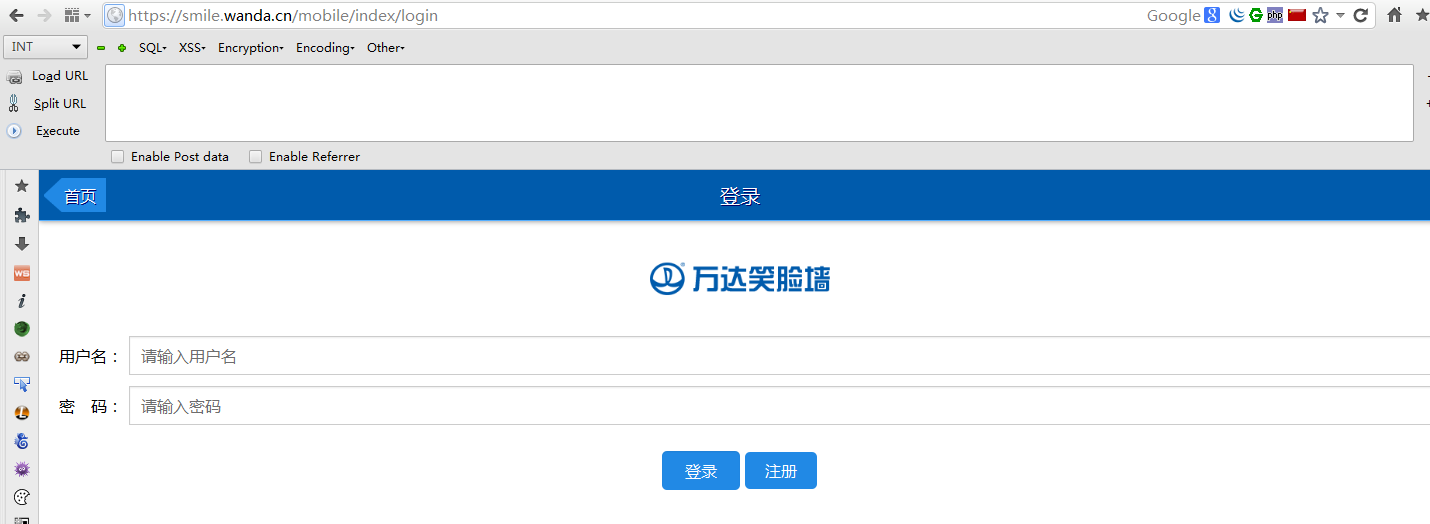 https://smile.wanda.cn/mobile/index/login
Google
php
INT
SQL
XSS
Encryption
Encoding
Other
Load URL
Split URL
Execute
Enable Post data
Enable Referrer
首页
登录
万达笑脸墙
用户名：
请输入用户名
密 码：
请输入密码
登录
注册